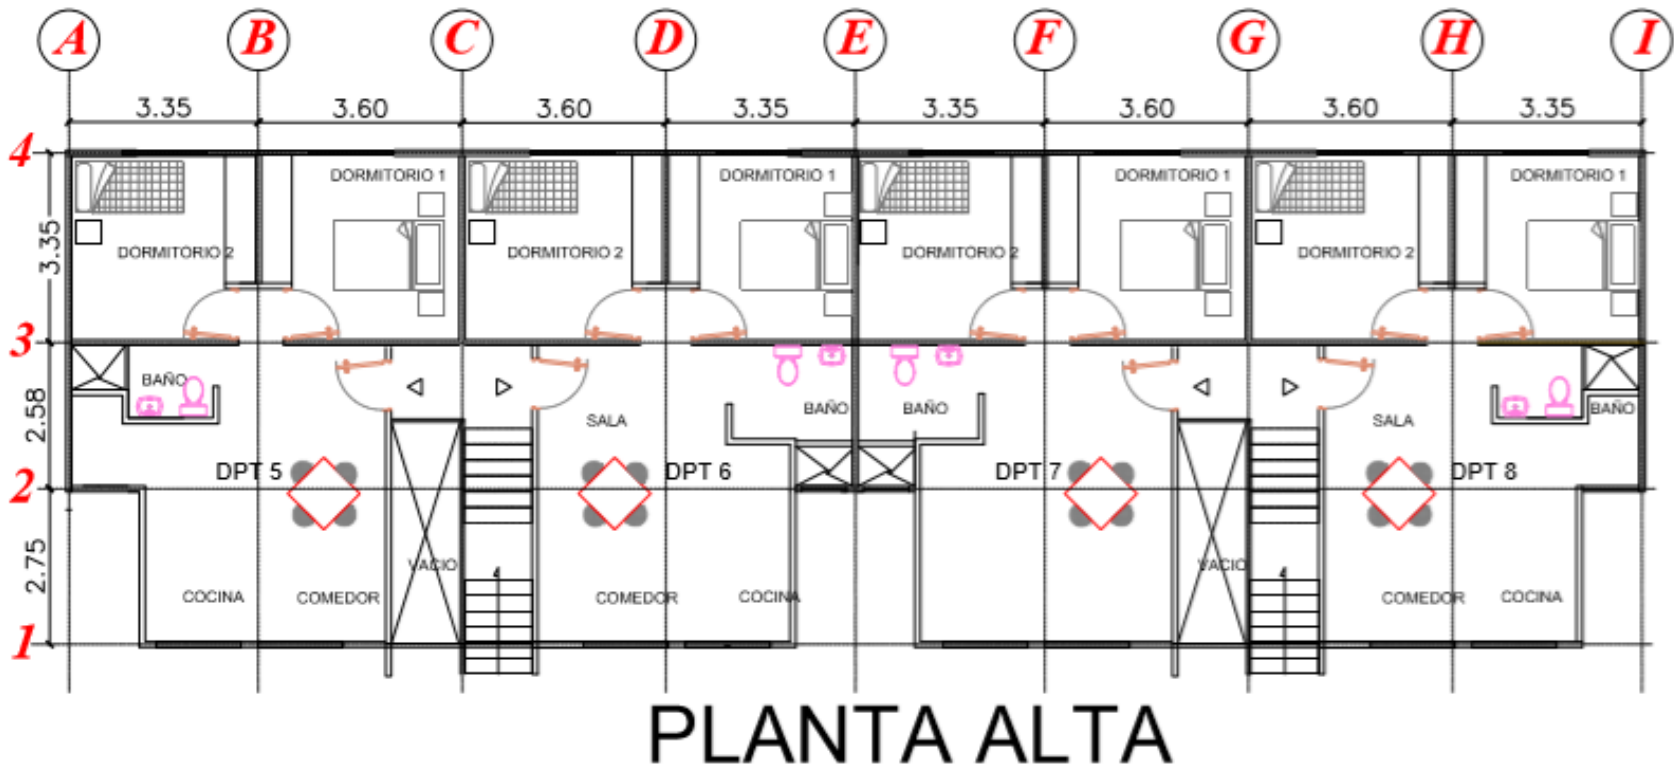 A B C D E F G H I
3.35 3.60 3.60 3.35 3.35 3.60 3.60 3.35
4
DORMITORIO 1 DORMITORIO 1 DORMITORIO 1 DORMITORIO 1
3.35
DORMITORIO 2 DORMITORIO 2 DORMITORIO 2 DORMITORIO 2
3
BAÑO
2.58
BAÑO BAÑO BAÑO
SALA SALA
DPT 5 DPT 6 DPT 7 DPT 8
2
2.75
VACIO VACIO
COCINA COMEDOR COMEDOR COCINA COMEDOR COCINA
1
PLANTA ALTA